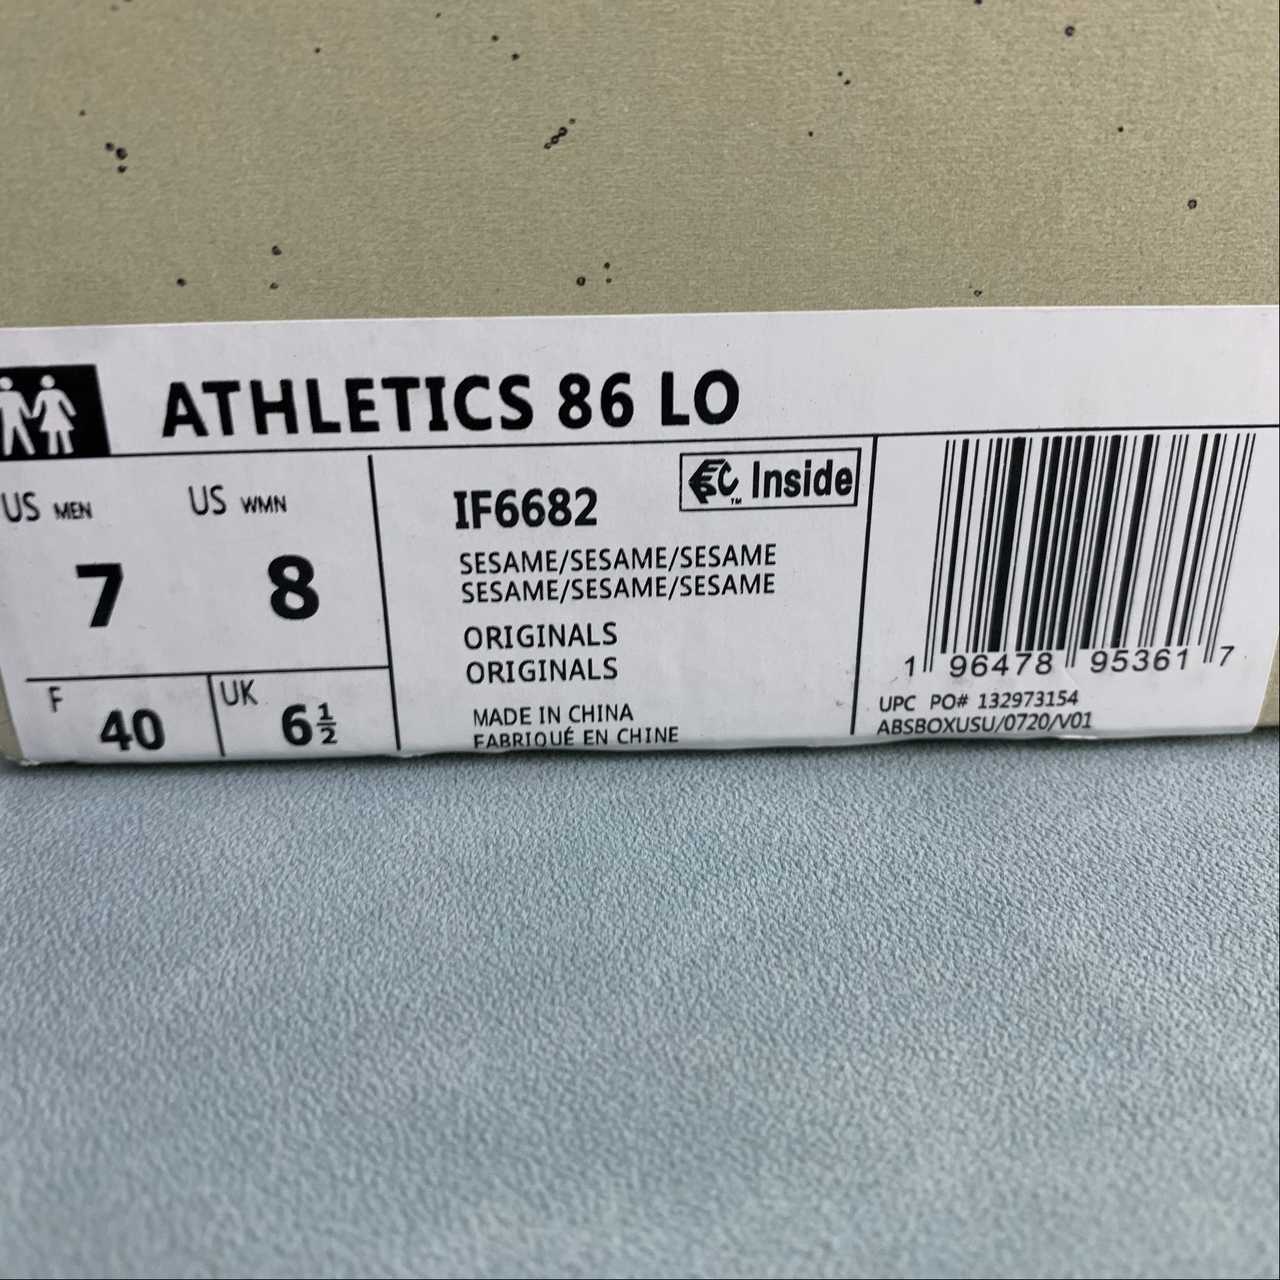 ATHLETICS 86 LO
US MEN
7
US WMN
8
F
40
UK
6½
IF6682
Inside
SESAME/SESAME/SESAME
SESAME/SESAME/SESAME
ORIGINALS
ORIGINALS
MADE IN CHINA
FABRIQUÉ EN CHINE
1 96478 95361 7
UPC PO# 132973154
ABSBOXUSU/0720/V01